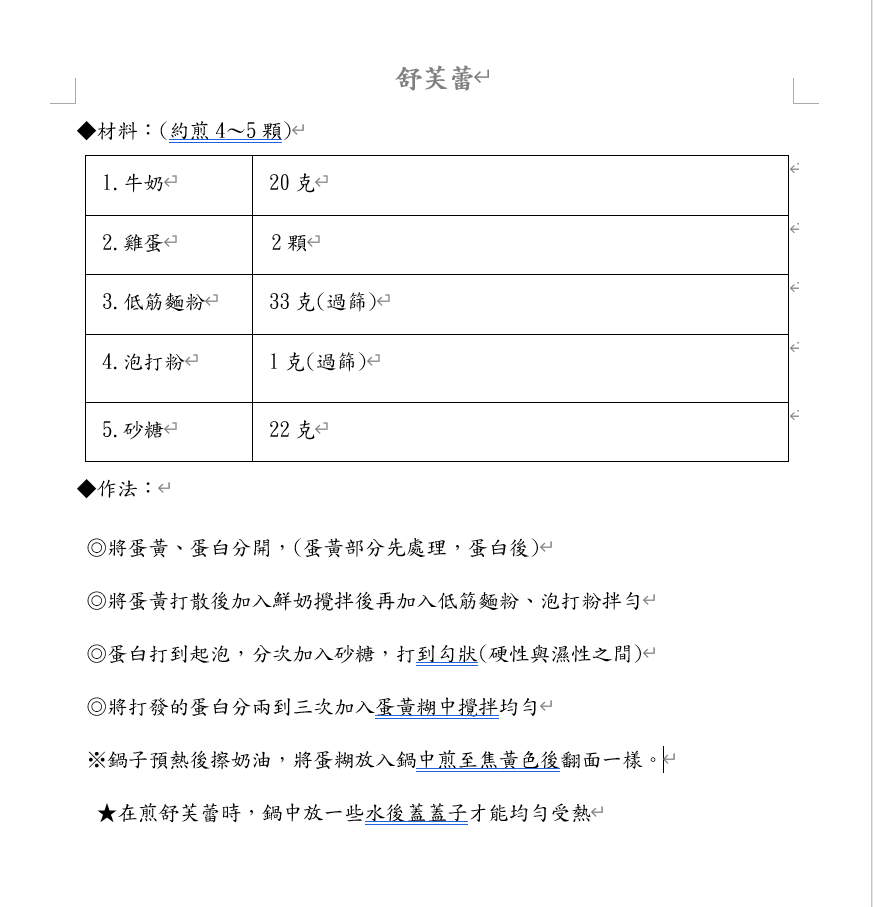 舒芙蕾
◆材料：(約煎 4～5 顆)
1.牛奶 20 克
2.雞蛋 2 顆
3.低筋麵粉 33 克(過篩)
4.泡打粉 1 克(過篩)
5.砂糖 22 克
◆作法：
◎將蛋黃、蛋白分開，(蛋黃部分先處理，蛋白後)
◎將蛋黃打散後加入鮮奶攪拌後再加入低筋麵粉、泡打粉拌勻
◎蛋白打到起泡，分次加入砂糖，打到勾狀(硬性與濕性之間)
◎將打發的蛋白分兩到三次加入蛋黃糊中攪拌均勻
※鍋子預熱後擦奶油，將蛋糊放入鍋中煎至焦黃色後翻面一樣。
★在煎舒芙蕾時，鍋中放一些水後蓋蓋子才能均勻受熱